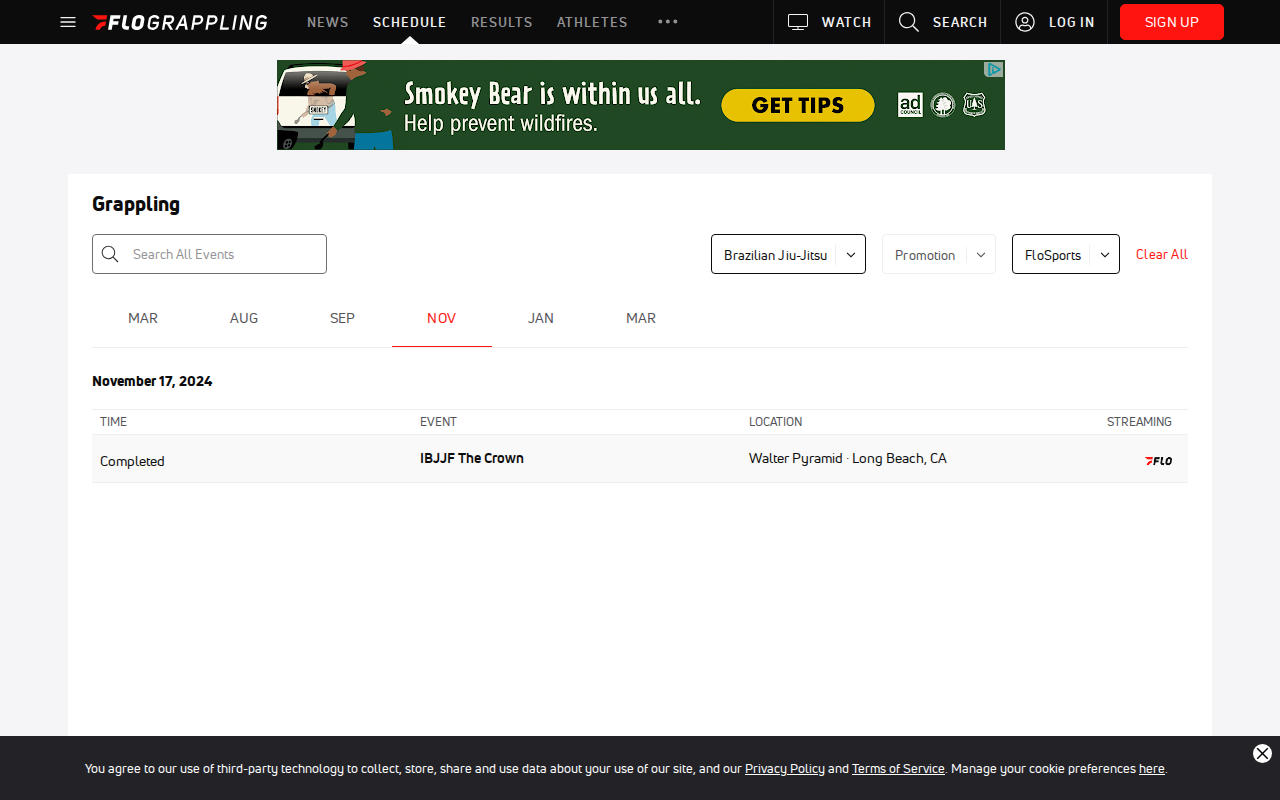 FLOGRAPPLING
NEWS
SCHEDULE
RESULTS
ATHLETES
WATCH
SEARCH
LOG IN
SIGN UP
SMOKEY
Smokey Bear is within us all.
Help prevent wildfires.
GET TIPS
ad
COUNCIL
UAS
Grappling
Search All Events
Brazilian Jiu-Jitsu
Promotion
FloSports
Clear All
MAR
AUG
SEP
NOV
JAN
MAR
November 17, 2024
TIME
EVENT
LOCATION
STREAMING
Completed
IBJJF The Crown
Walter Pyramid · Long Beach, CA
FLO
You agree to our use of third-party technology to collect, store, share and use data about your use of our site, and our Privacy Policy and Terms of Service. Manage your cookie preferences here.